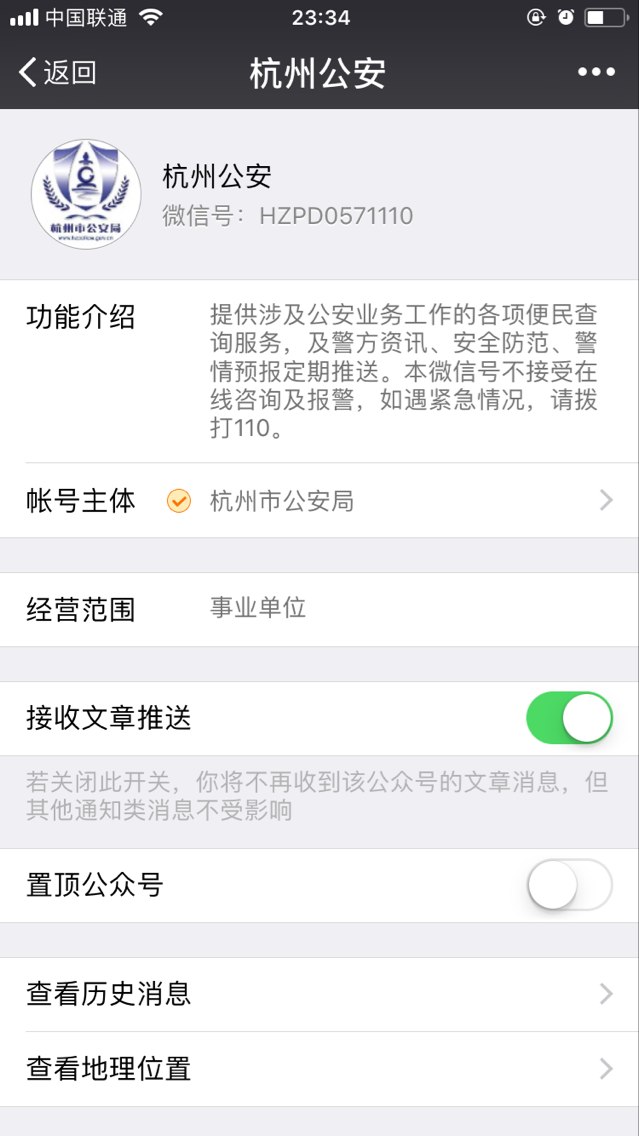 中国联通
23:34
返回
杭州公安
杭州市公安局
杭州公安
微信号：HZPD0571110
功能介绍
提供涉及公安业务工作的各项便民查
询服务，及警方资讯、安全防范、警
情预报定期推送。本微信号不接受在
线咨询及报警，如遇紧急情况，请拨
打110。
帐号主体
杭州市公安局
经营范围
事业单位
接收文章推送
若关闭此开关，你将不再收到该公众号的文章消息，但
其他通知类消息不受影响
置顶公众号
查看历史消息
查看地理位置